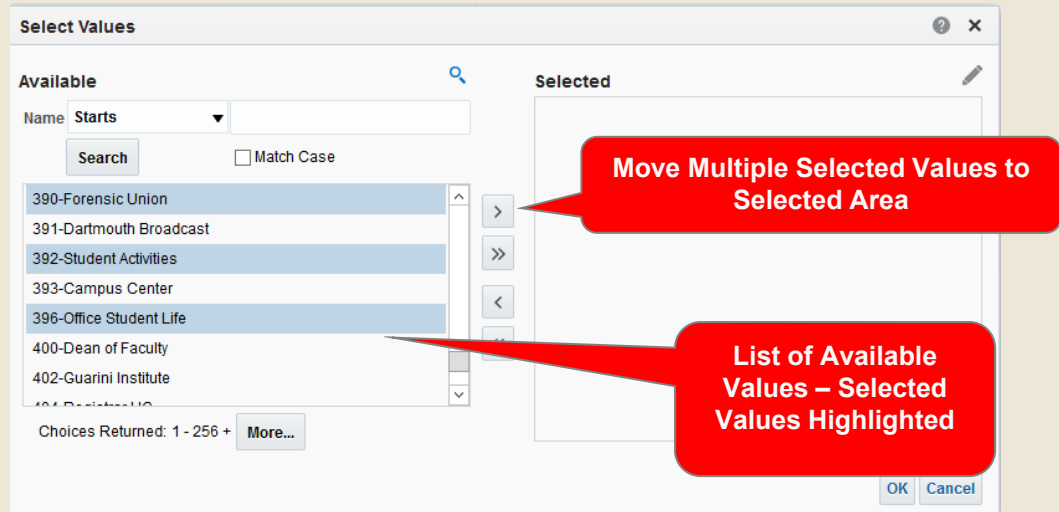 Select Values
Available
Selected
Name Starts
Search
Match Case
390-Forensic Union
391-Dartmouth Broadcast
392-Student Activities
393-Campus Center
396-Office Student Life
400-Dean of Faculty
402-Guarini Institute
Choices Returned: 1 - 256 + More...
Move Multiple Selected Values to
Selected Area
List of Available
Values – Selected
Values Highlighted
OK Cancel